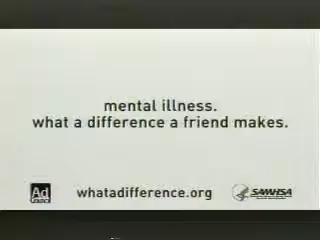 mental illness.
what a difference a friend makes.
Ad
Council
whatadifference.org
SAMHSA